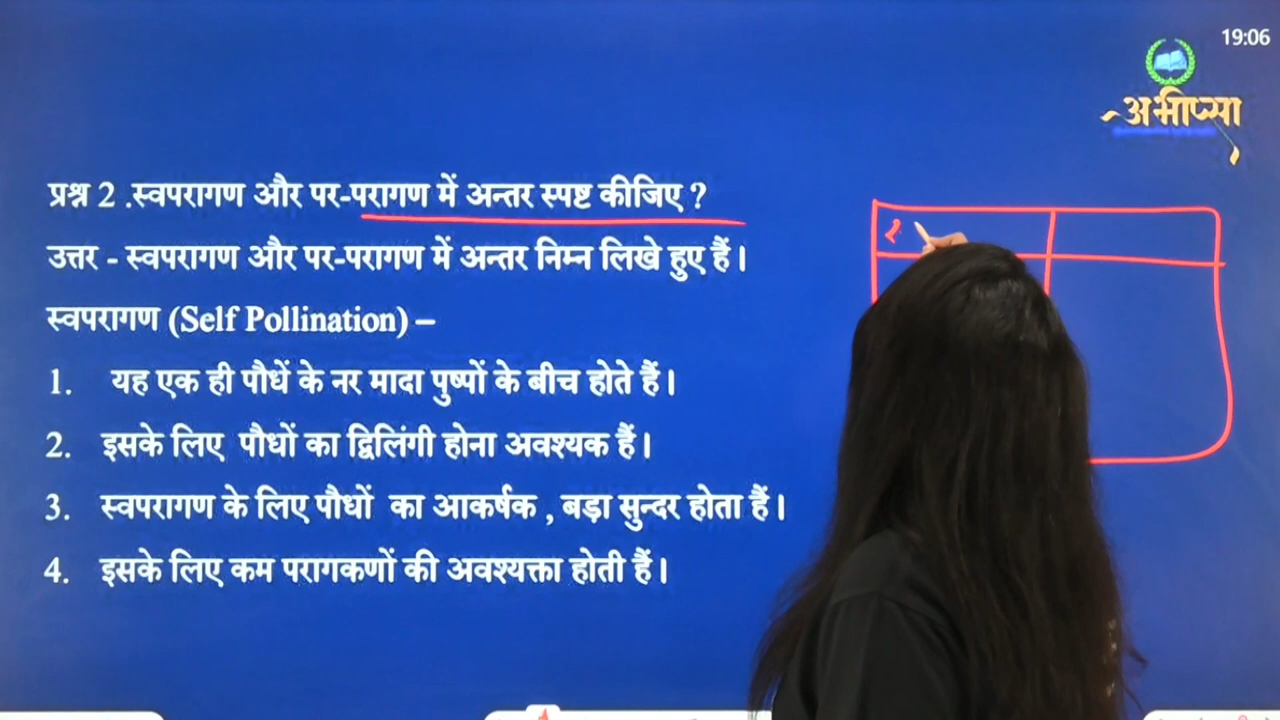 19:06
अभीप्सा
प्रश्न 2 .स्वपरागण और पर-परागण में अन्तर स्पष्ट कीजिए ?
उत्तर - स्वपरागण और पर-परागण में अन्तर निम्न लिखे हुए हैं।
स्वपरागण (Self Pollination) –
1. यह एक ही पौधें के नर मादा पुष्पों के बीच होते हैं।
2. इसके लिए पौधों का द्विलिंगी होना अवश्यक हैं।
3. स्वपरागण के लिए पौधों का आकर्षक , बड़ा सुन्दर होता हैं।
4. इसके लिए कम परागकणों की अवश्यक्ता होती हैं।